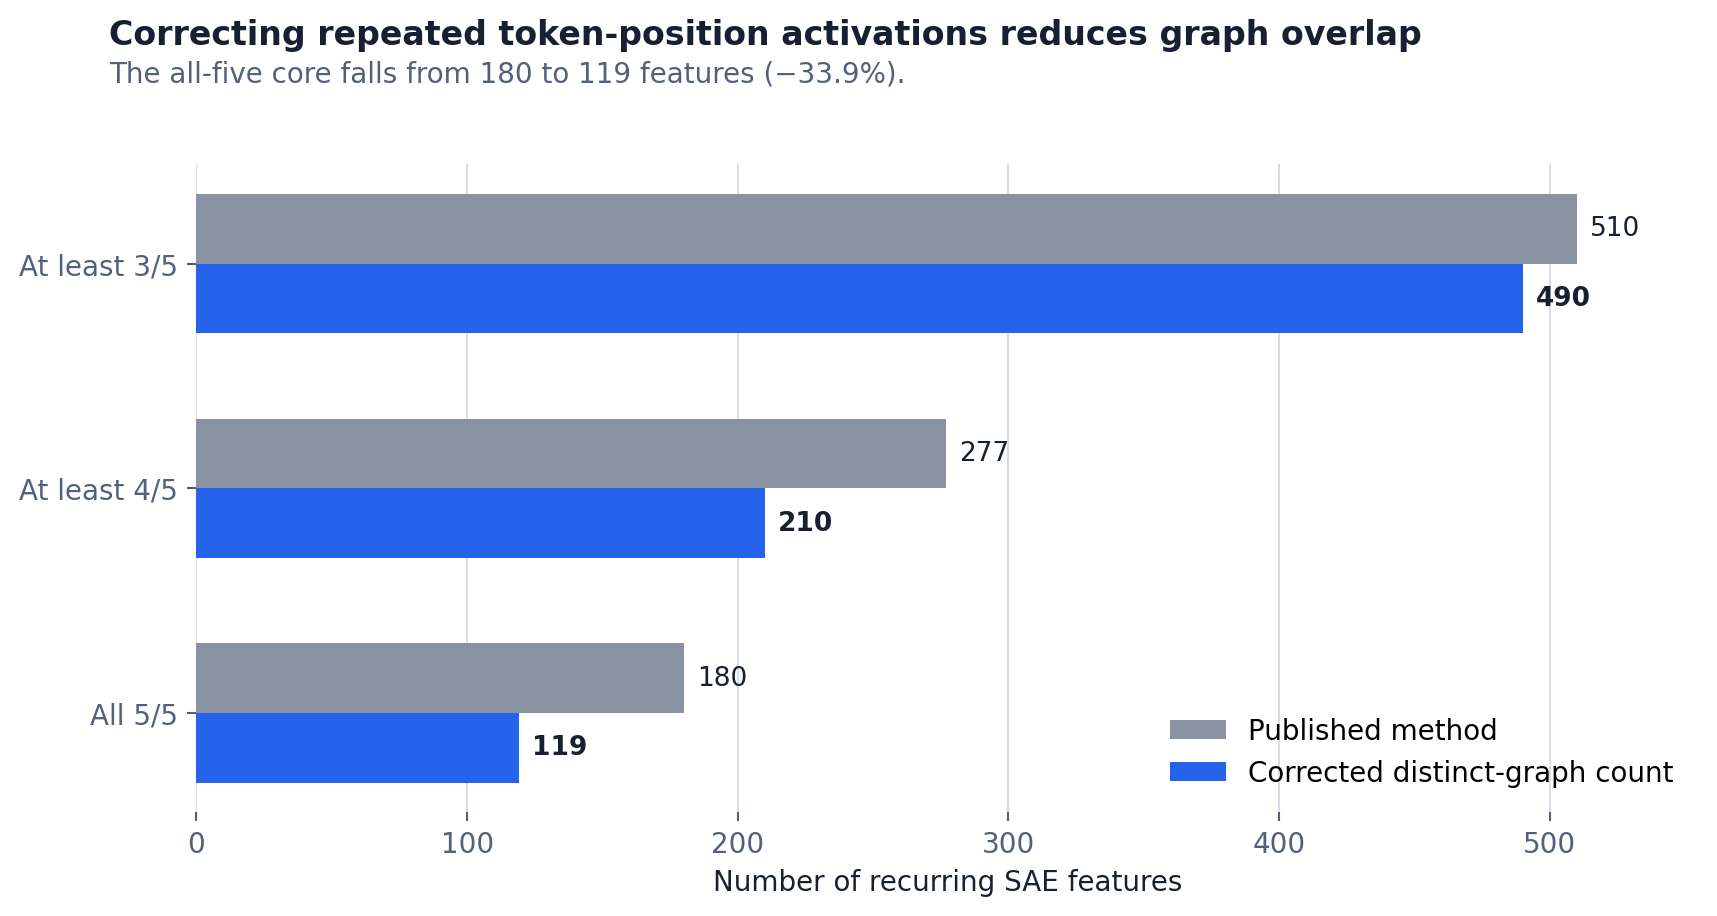 Correcting repeated token-position activations reduces graph overlap
The all-five core falls from 180 to 119 features (−33.9%).
510
At least 3/5
490
277
At least 4/5
210
180
All 5/5
119
Published method
Corrected distinct-graph count
0 100 200 300 400 500
Number of recurring SAE features